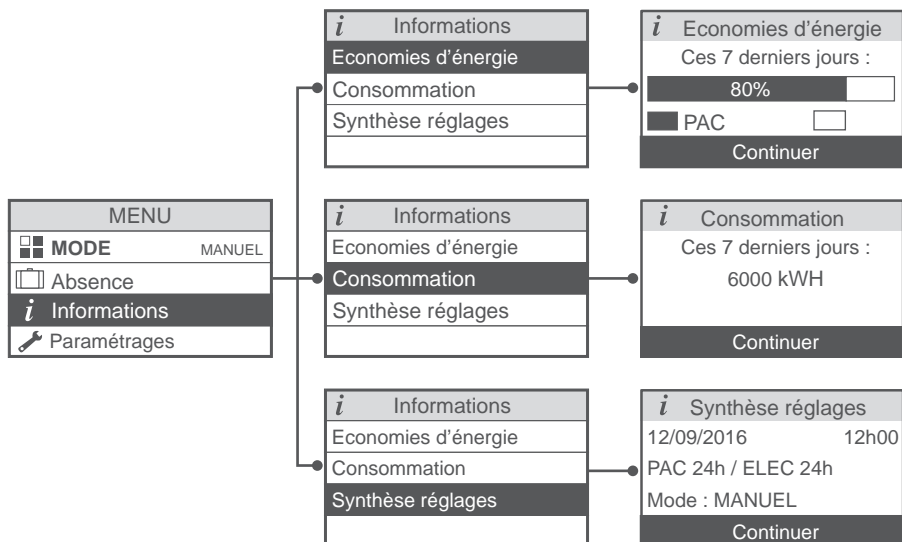 MENU
MODE MANUEL
Absence
i Informations
Paramétrages
i Informations
Economies d'énergie
Consommation
Synthèse réglages
i Economies d'énergie
Ces 7 derniers jours :
80%
PAC
Continuer
i Informations
Economies d'énergie
Consommation
Synthèse réglages
i Consommation
Ces 7 derniers jours :
6000 kWH
Continuer
i Informations
Economies d'énergie
Consommation
Synthèse réglages
i Synthèse réglages
12/09/2016 12h00
PAC 24h / ELEC 24h
Mode : MANUEL
Continuer